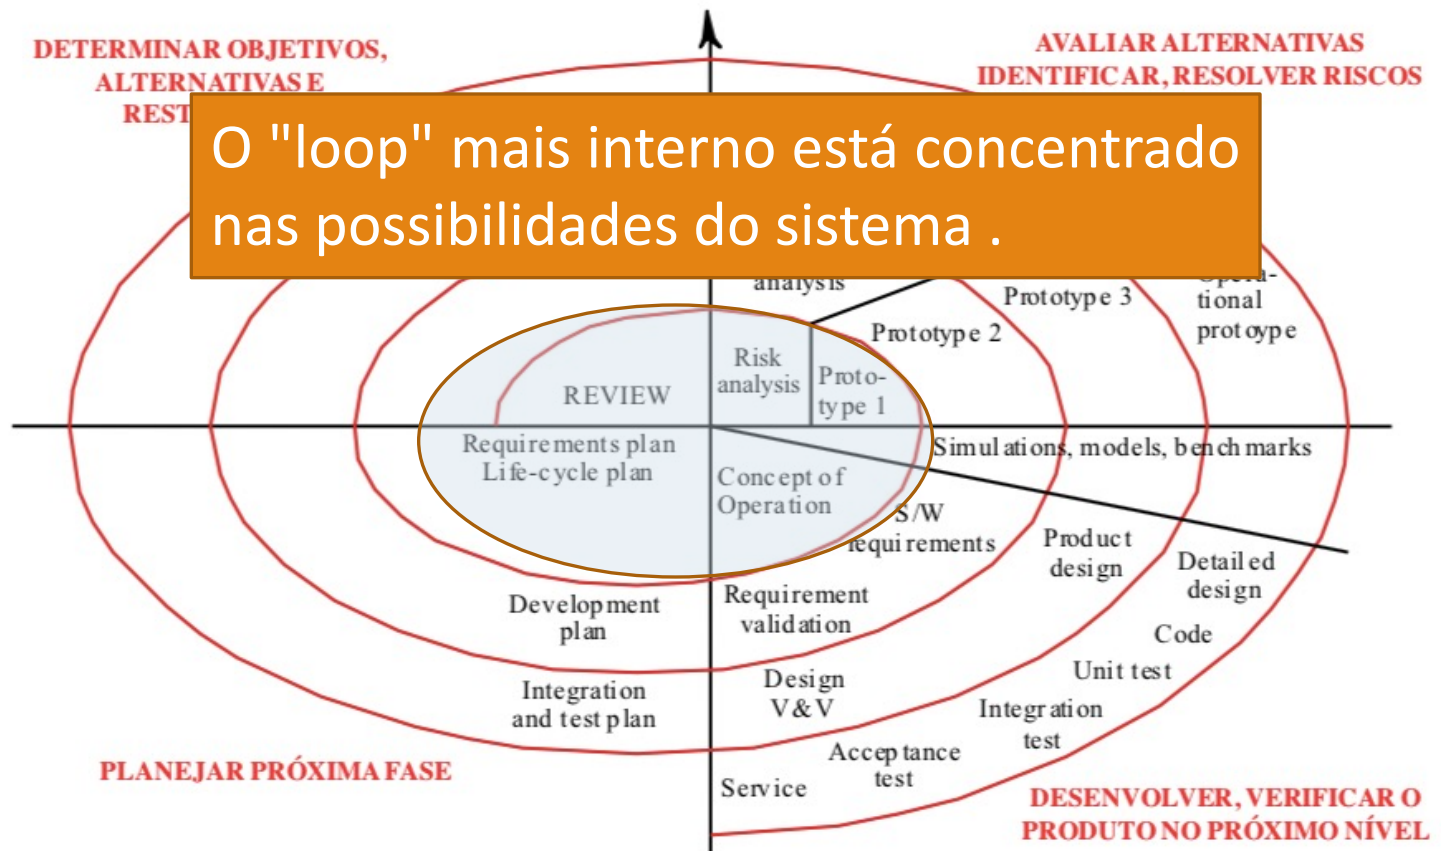 DETERMINAR OBJETIVOS,
ALTERNATIVAS E
REST
AVALIAR ALTERNATIVAS
IDENTIFICAR, RESOLVER RISCOS
O "loop" mais interno está concentrado
nas possibilidades do sistema .
analysis
Prototype 3
Opera-
tional
protoype
Prototype 2
Risk
analysis
Proto-
type 1
REVIEW
Requirements plan
Life-cycle plan
Simulations, models, benchmarks
Concept of
Operation
S/W
requirements
Product
design
Detailed
design
Development
plan
Requirement
validation
Code
Unit test
Integration
and test plan
Design
V&V
Integration
test
Acceptance
test
Service
PLANEJAR PRÓXIMA FASE
DESENVOLVER, VERIFICAR O
PRODUTO NO PRÓXIMO NÍVEL